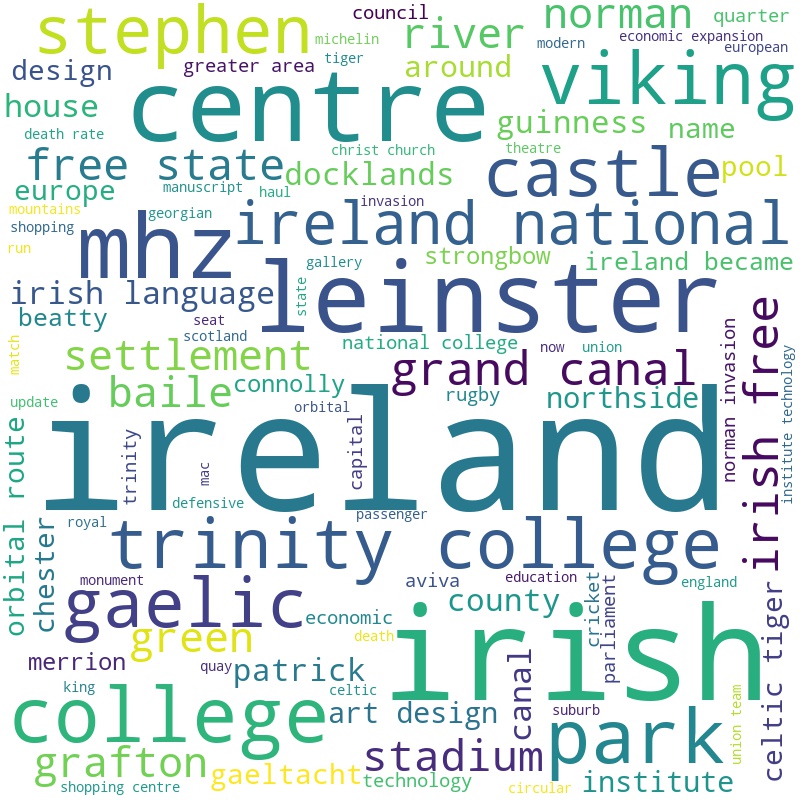 council
stephen
michelin
river
norman
quarter
modern
economic expansion
european
tiger
design
greater area
around
viking
centre
house
guinness
name
death rate
christ church
theatre
free state
docklands
castle
pool
europe
manuscript
haul
invasion
mountains
georgian
ireland national
shopping
mhz
run
strongbow
ireland became
gallery
leinster
irish language
state
beatty
seat
scotland
national college
now
union
match
settlement
grand canal
norman invasion
irish free
institute technology
baile
connolly
rugby
northside
update
orbital
ireland
trinity
mac
capital
defensive
passenger
orbital route
chester
royal
trinity college
monument
gaelic
aviva
education
england
economic
county
cricket
parliament
irish
celtic tiger
green
death
merrion
quay
patrick
canal
king
celtic
college
art design
suburb
park
union team
grafton
stadium
gaeltacht
technology
institute
shopping centre
circular